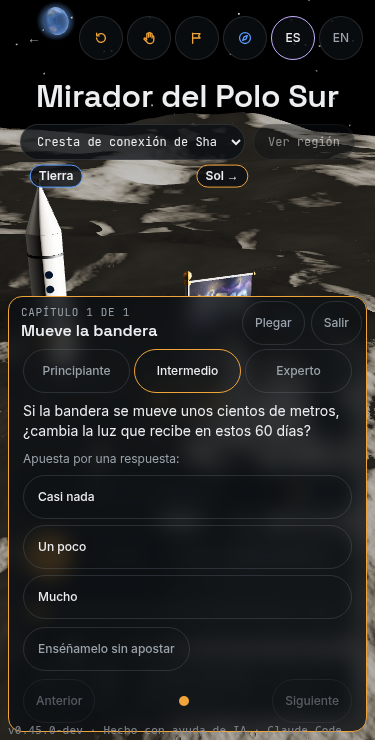 ←
ES
EN
Mirador del Polo Sur
Cresta de conexión de Sha
Ver región
Tierra
Sol →
CAPÍTULO 1 DE 1
Mueve la bandera
Plegar
Salir
Principiante
Intermedio
Experto
Si la bandera se mueve unos cientos de metros,
¿cambia la luz que recibe en estos 60 días?
Apuesta por una respuesta:
Casi nada
Un poco
Mucho
Enséñamelo sin apostar
Anterior
Siguiente
v0.45.0-dev · Hecho con ayuda de IA · Claude Code